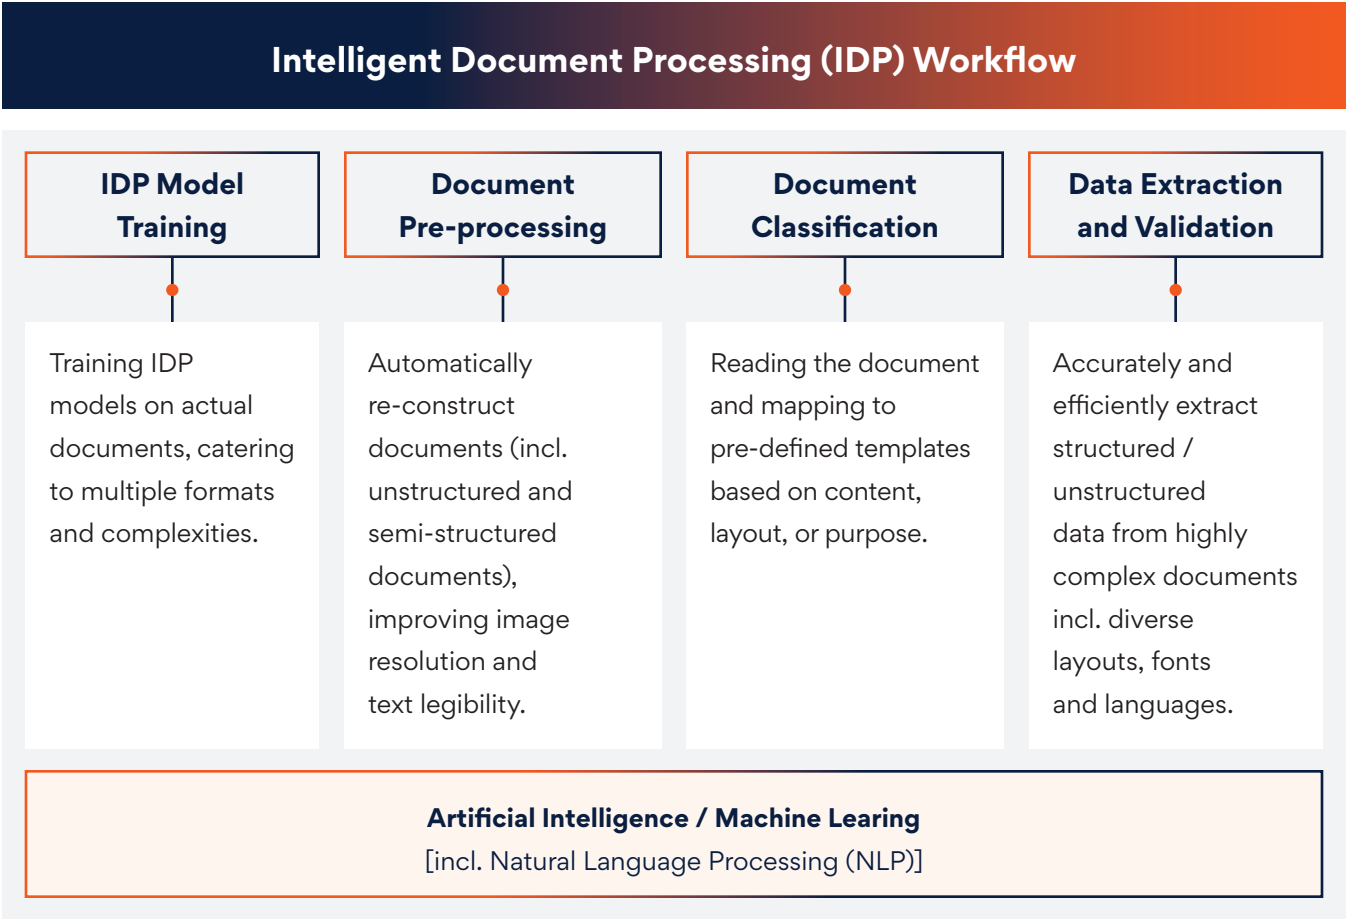 Intelligent Document Processing (IDP) Workflow
IDP Model
Training
Training IDP
models on actual
documents, catering
to multiple formats
and complexities.
Document
Pre-processing
Automatically
re-construct
documents (incl.
unstructured and
semi-structured
documents),
improving image
resolution and
text legibility.
Document
Classification
Reading the document
and mapping to
pre-defined templates
based on content,
layout, or purpose.
Data Extraction
and Validation
Accurately and
efficiently extract
structured /
unstructured
data from highly
complex documents
incl. diverse
layouts, fonts
and languages.
Artificial Intelligence / Machine Learing
[incl. Natural Language Processing (NLP)]